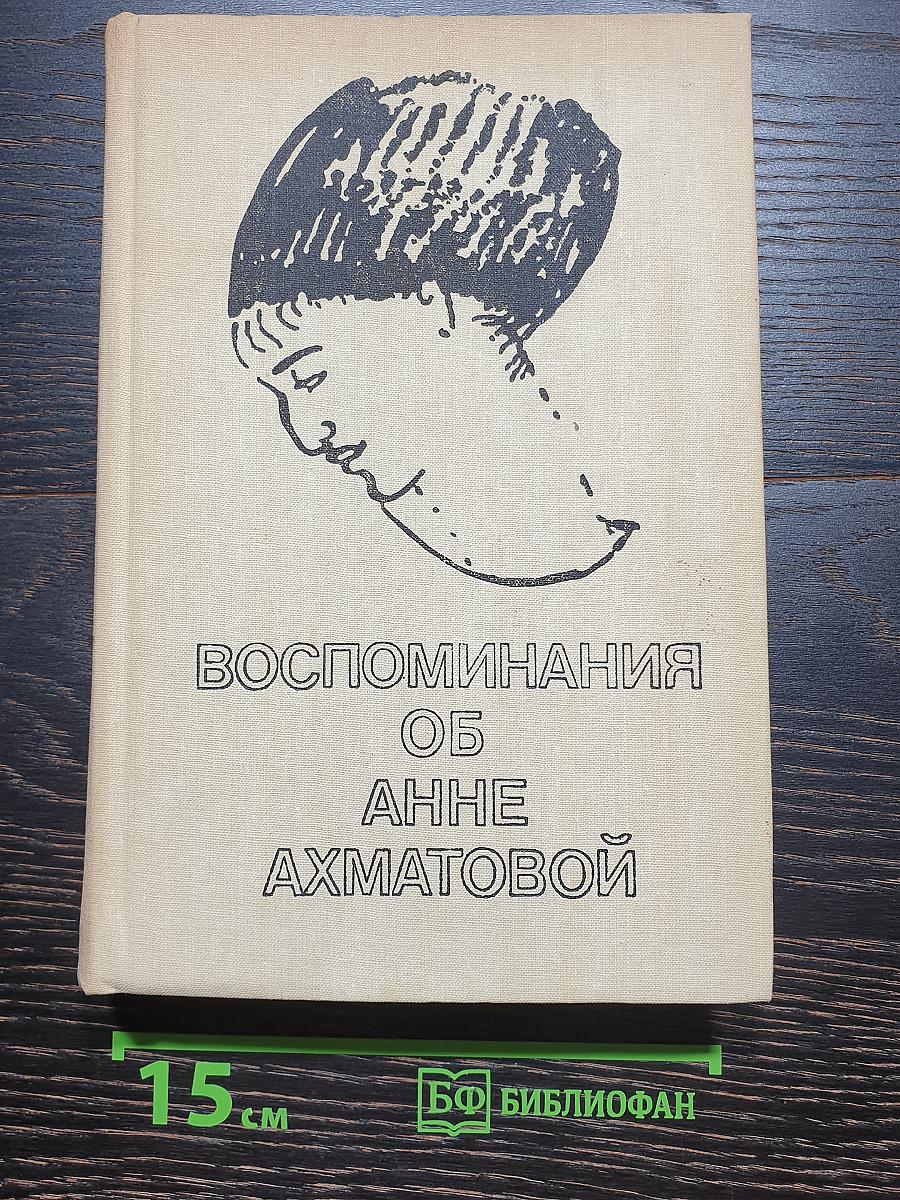 ВОСПОМИНАНИЯ
ОБ
АННЕ
АХМАТОВОЙ
15 см
БФ БИБЛИОФАН